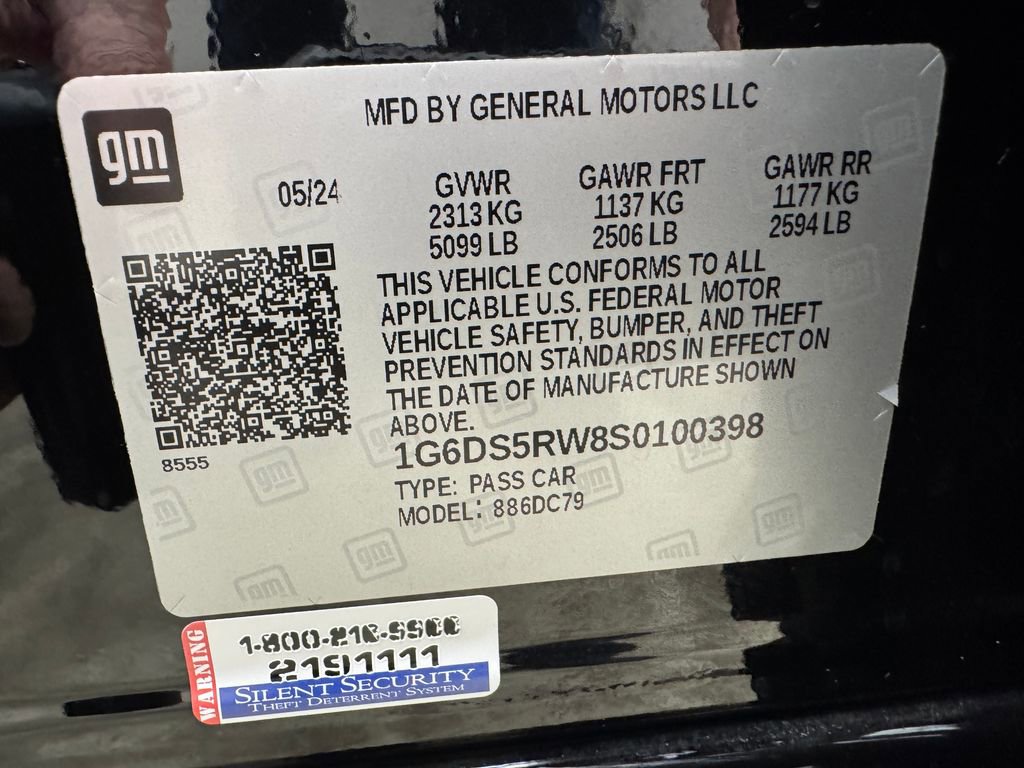 MFD BY GENERAL MOTORS LLC
gm
05/24
GVWR
2313 KG
5099 LB
GAWR FRT
1137 KG
2506 LB
GAWR RR
1177 KG
2594 LB
THIS VEHICLE CONFORMS TO ALL
APPLICABLE U.S. FEDERAL MOTOR
VEHICLE SAFETY, BUMPER, AND THEFT
PREVENTION STANDARDS IN EFFECT ON
THE DATE OF MANUFACTURE SHOWN
ABOVE.
8555
1G6DS5RW8S0100398
TYPE: PASS CAR
MODEL: 886DC79
WARNING
2191111
SILENT SECURITY
THEFT DETERRENT SYSTEM